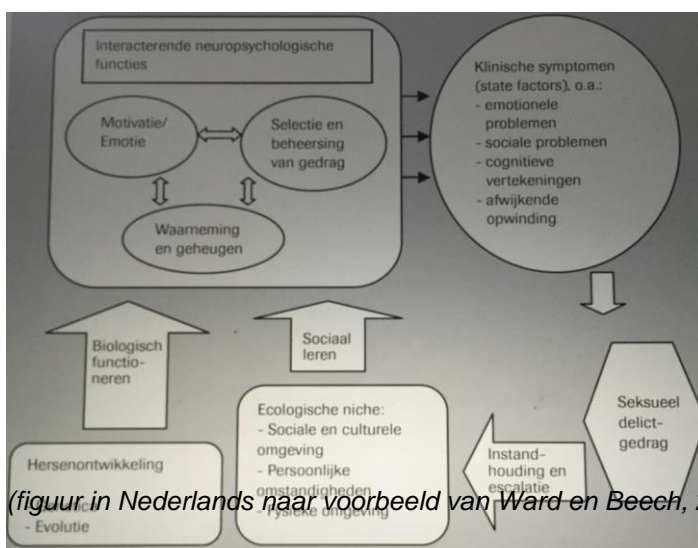 Interacterende neuropsychologische
functies
Motivatie/
Emotie
Selectie en
beheersing
van gedrag
Waarneming
en geheugen
Klinische symptomen
(state factors), o.a.:
- emotionele
problemen
- sociale problemen
- cognitieve
vertekeningen
- afwijkende
opwinding
Biologisch
functio-
neren
Sociaal
leren
Hersenontwikkeling
- Evolutie
Ecologische niche:
- Sociale en culturele
omgeving
- Persoonlijke
omstandigheden
- Fysieke omgeving
Instand-
houding en
escalatie
Seksueel
delict-
gedrag
(figuur in Nederlands naar voorbeeld van Ward en Beech,